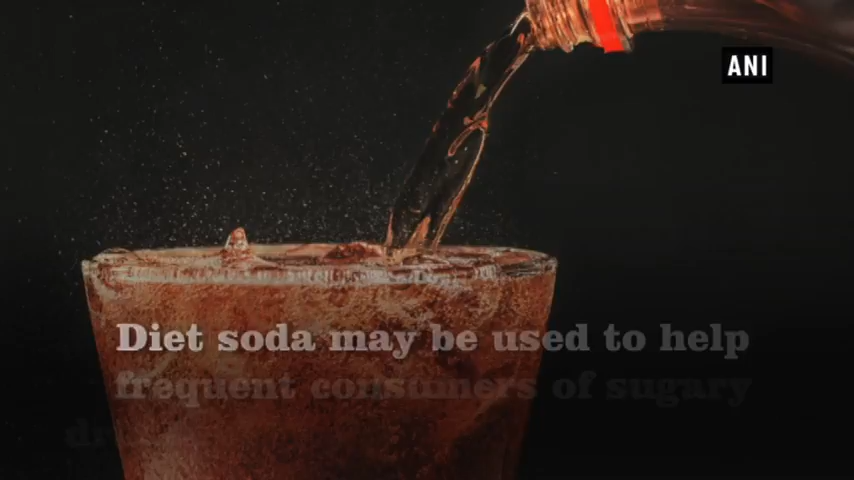 ANI
Diet soda may be used to help
frequent consumers of sugary